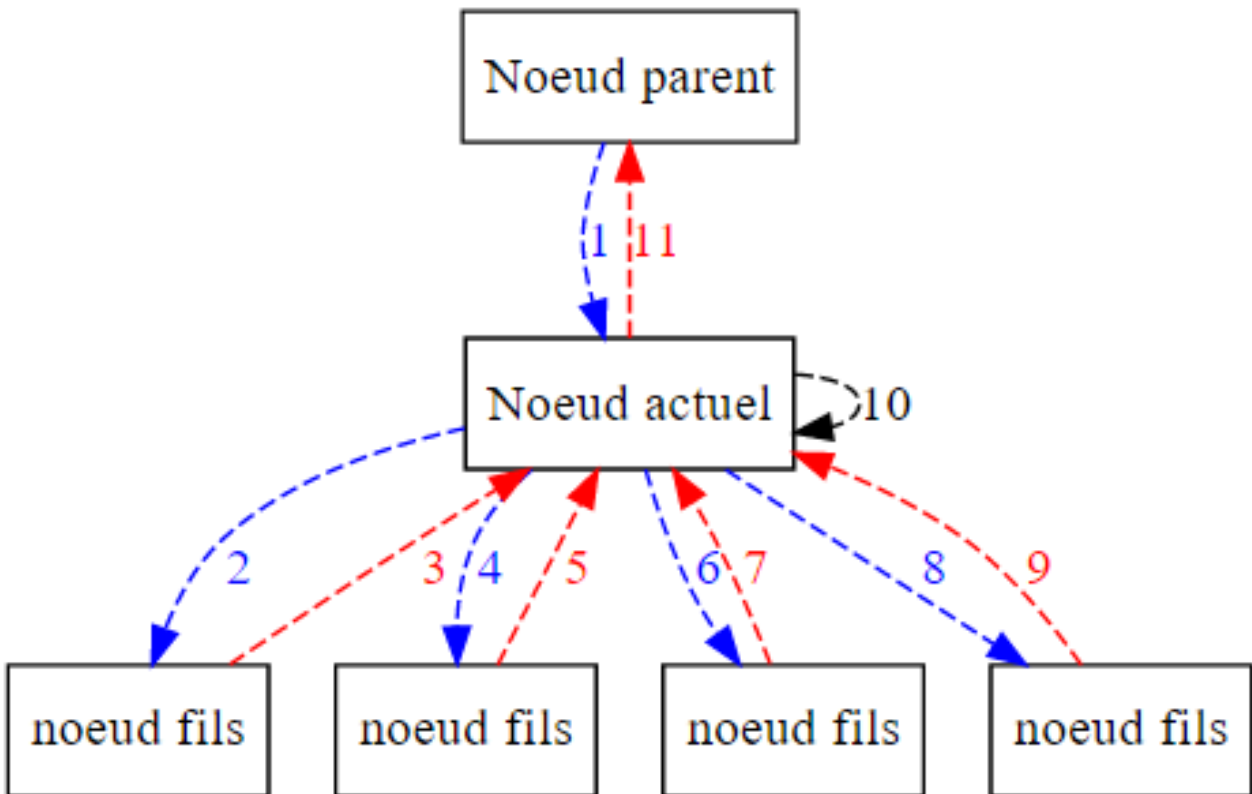 Noeud parent
1 11
Noeud actuel
10
2 3 4 5 6 7 8 9
noeud fils noeud fils noeud fils noeud fils